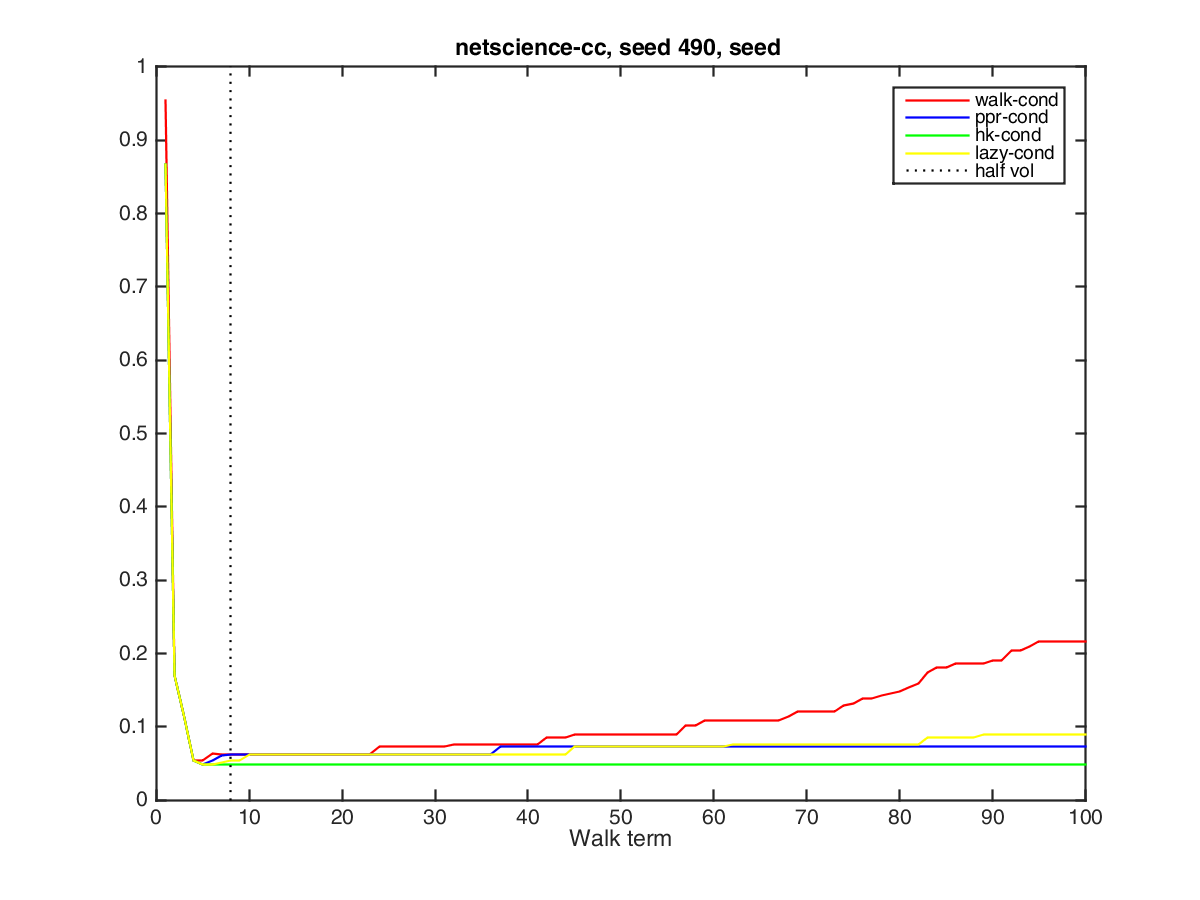 netscience-cc, seed 490, seed
1
0.9
0.8
0.7
0.6
0.5
0.4
0.3
0.2
0.1
0
walk-cond
ppr-cond
hk-cond
lazy-cond
half vol
0 10 20 30 40 50 60 70 80 90 100
Walk term